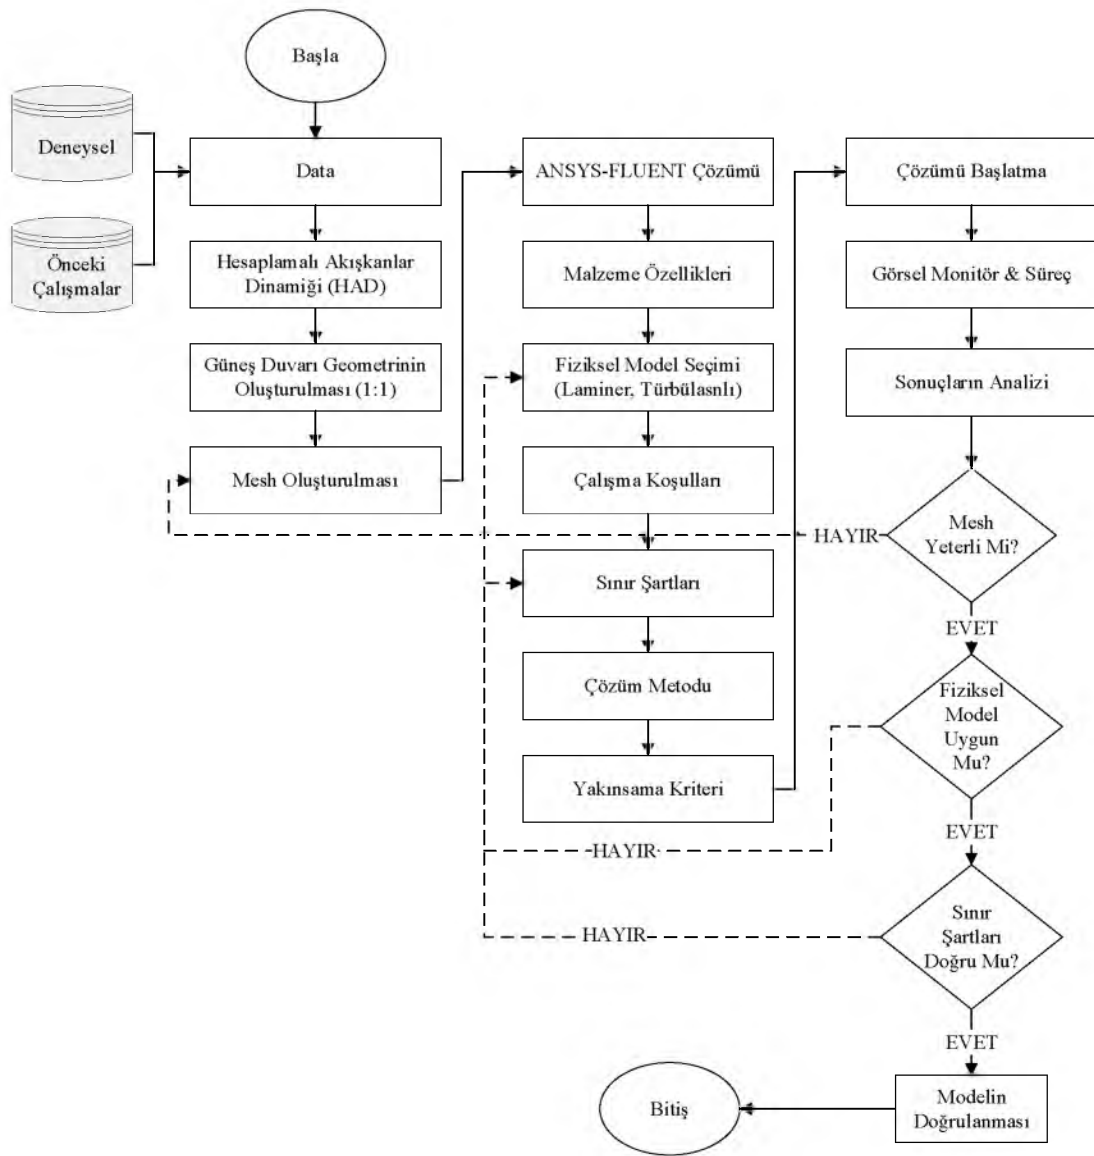 Başla
Deneysel
Önceki
Çalışmalar
Data
Hesaplamalı Akışkanlar
Dinamiği (HAD)
Güneş Duvarı Geometrinin
Oluşturulması (1:1)
Mesh Oluşturulması
ANSYS-FLUENT Çözümü
Malzeme Özellikleri
Fiziksel Model Seçimi
(Laminer, Türbülasnlı)
Çalışma Koşulları
Sınır Şartları
Çözüm Metodu
Yakınsama Kriteri
Çözümü Başlatma
Görsel Monitör & Süreç
Sonuçların Analizi
Mesh
Yeterli Mi?
HAYIR
EVET
Fiziksel
Model
Uygun
Mu?
HAYIR
EVET
Sınır
Şartları
Doğru Mu?
HAYIR
EVET
Modelin
Doğrulanması
Bitiş